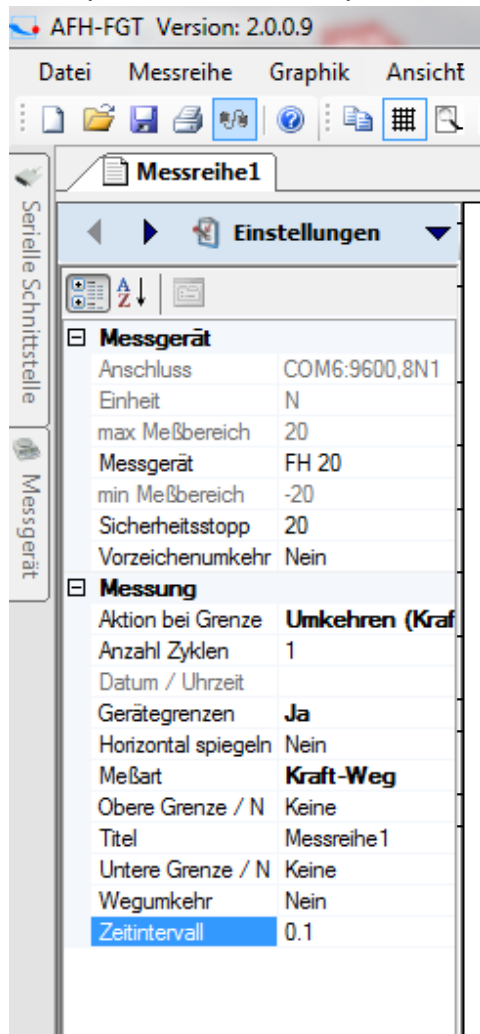 AFH-FGT Version: 2.0.0.9
Datei Messreihe Graphik Ansicht
Messreihe1
Serielle Schnittstelle
Messgerät
Einstellungen
Messgerät
Anschluss COM6:9600,8N1
Einheit N
max Meßbereich 20
Messgerät FH 20
min Meßbereich -20
Sicherheitsstopp 20
Vorzeichenumkehr Nein
Messung
Aktion bei Grenze Umkehren (Kraf
Anzahl Zyklen 1
Datum / Uhrzeit
Gerätegrenzen Ja
Horizontal spiegeln Nein
Meßart Kraft-Weg
Obere Grenze / N Keine
Titel Messreihe1
Untere Grenze / N Keine
Wegumkehr Nein
Zeitintervall 0.1